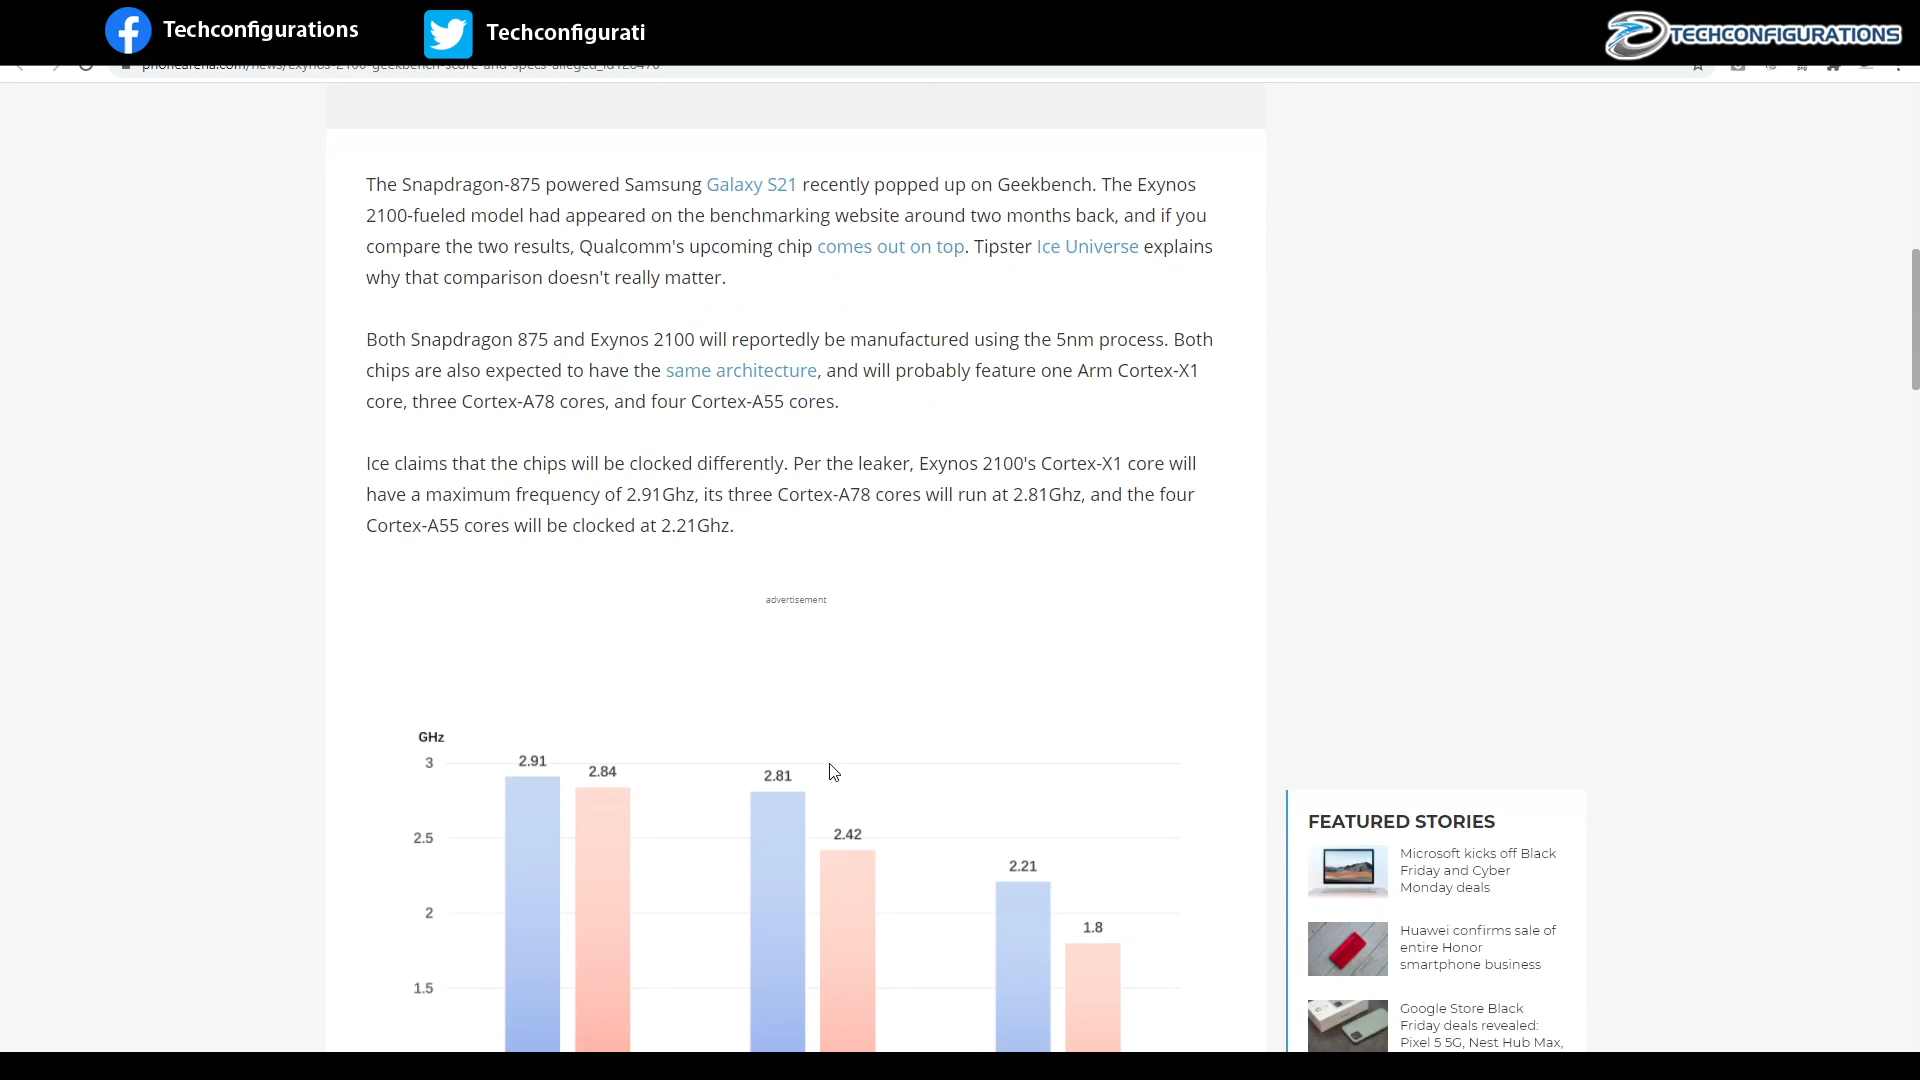 Techconfigurations
Techconfigurati
TECHCONFIGURATIONS
phonearena.com/news/exynos-2100-geekbench-score-and-specs-alleged_id128476
The Snapdragon-875 powered Samsung Galaxy S21 recently popped up on Geekbench. The Exynos
2100-fueled model had appeared on the benchmarking website around two months back, and if you
compare the two results, Qualcomm's upcoming chip comes out on top. Tipster Ice Universe explains
why that comparison doesn't really matter.
Both Snapdragon 875 and Exynos 2100 will reportedly be manufactured using the 5nm process. Both
chips are also expected to have the same architecture, and will probably feature one Arm Cortex-X1
core, three Cortex-A78 cores, and four Cortex-A55 cores.
Ice claims that the chips will be clocked differently. Per the leaker, Exynos 2100's Cortex-X1 core will
have a maximum frequency of 2.91Ghz, its three Cortex-A78 cores will run at 2.81Ghz, and the four
Cortex-A55 cores will be clocked at 2.21Ghz.
advertisement
GHz
3
2.91
2.84
2.81
2.5
2.42
2.21
2
1.8
1.5
FEATURED STORIES
Microsoft kicks off Black
Friday and Cyber
Monday deals
Huawei confirms sale of
entire Honor
smartphone business
Google Store Black
Friday deals revealed:
Pixel 5 5G, Nest Hub Max,